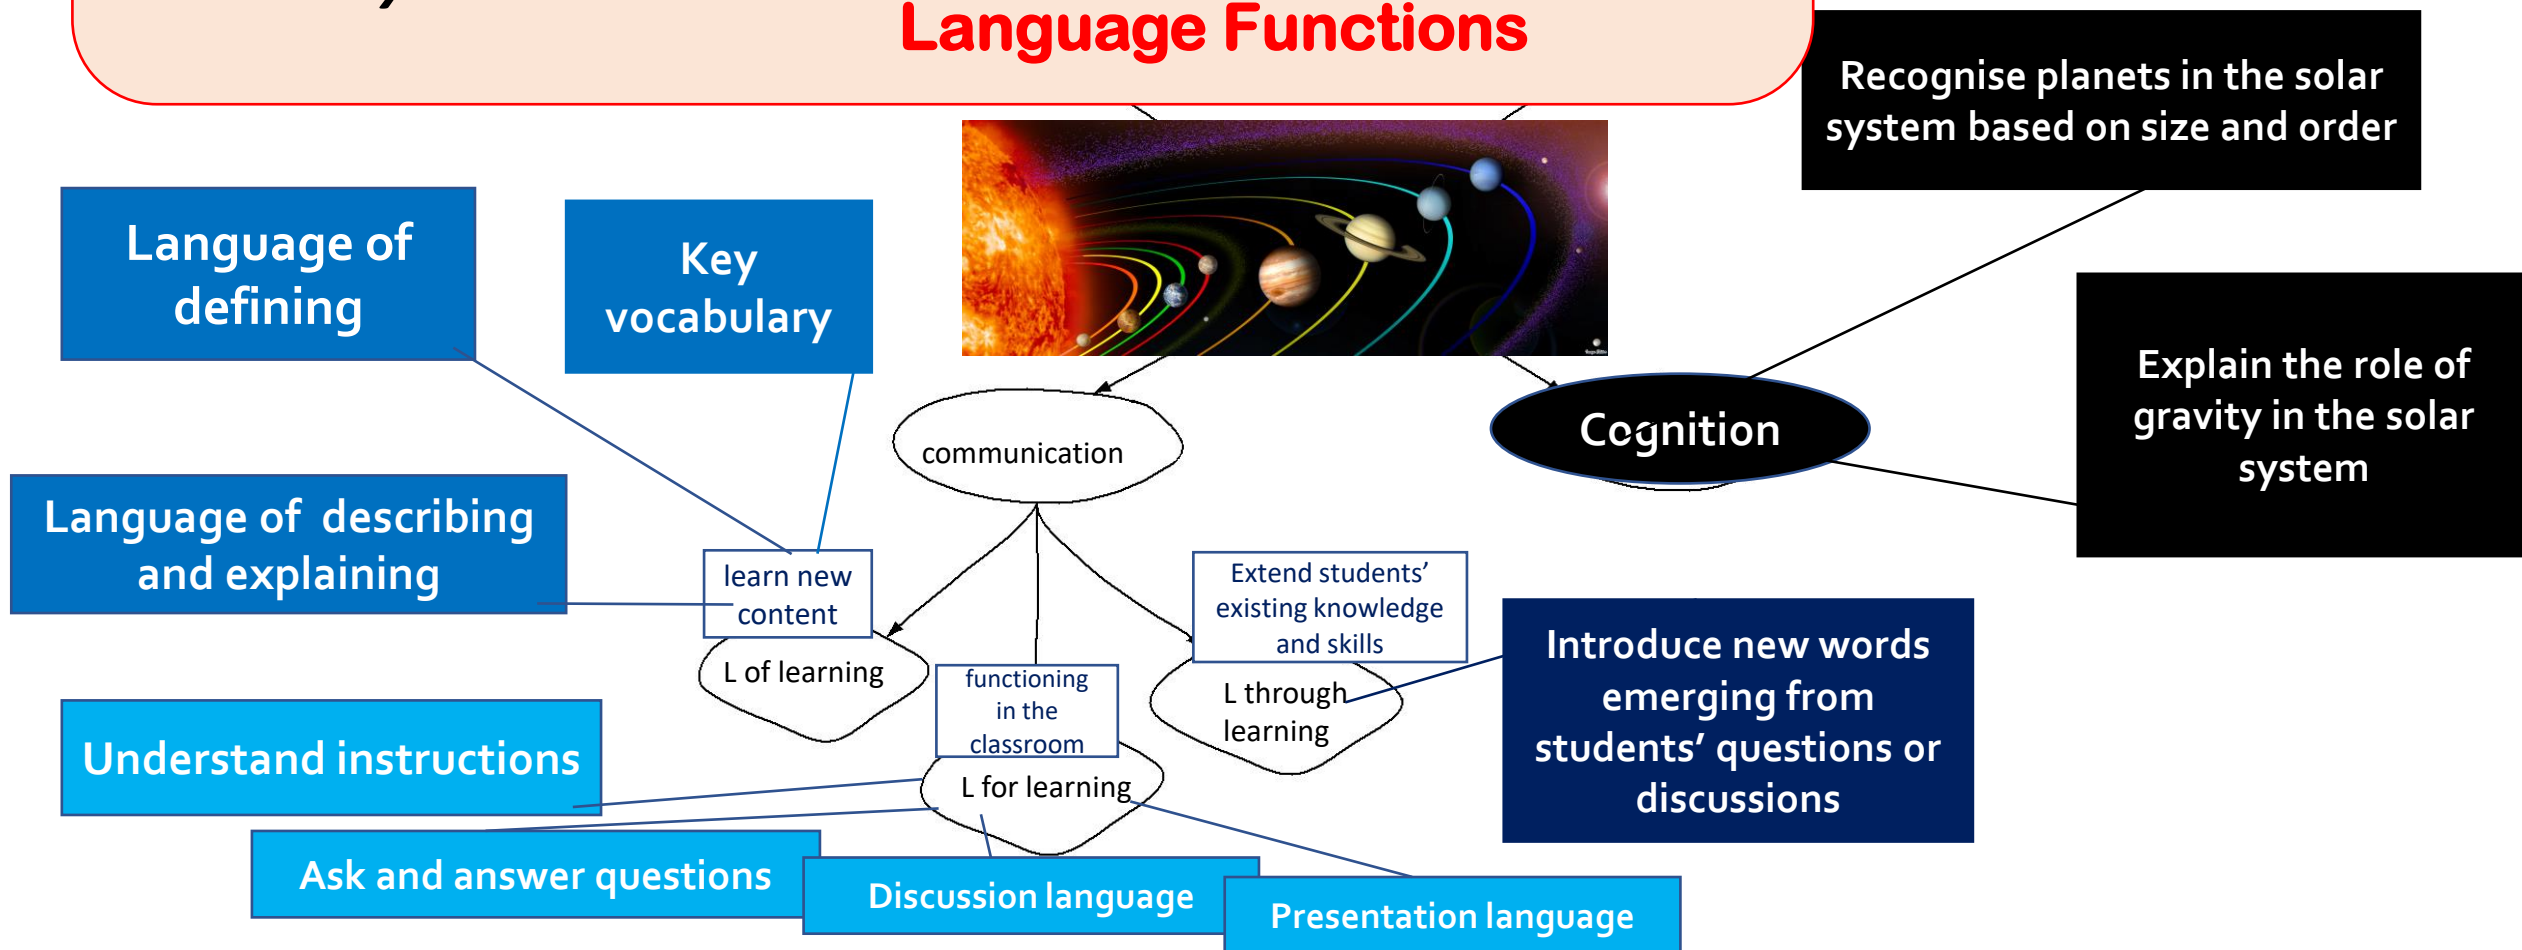 Language Functions
Recognise planets in the solar
system based on size and order
Language of
defining
Key
vocabulary
Explain the role of
gravity in the solar
system
communication
Cognition
Language of describing
and explaining
learn new
content
Extend students’
existing knowledge
and skills
L of learning
functioning
in the
classroom
L through
learning
Introduce new words
emerging from
students’ questions or
discussions
Understand instructions
L for learning
Ask and answer questions
Discussion language
Presentation language